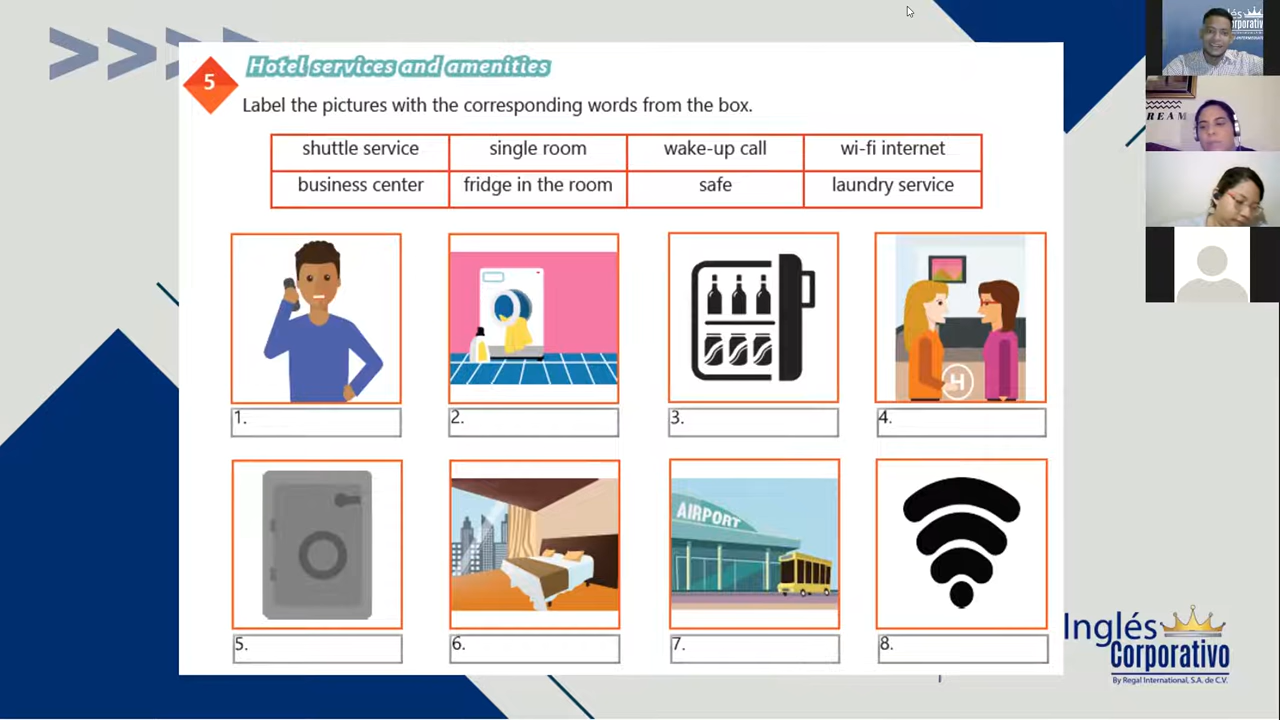 5
Hotel services and amenities
Label the pictures with the corresponding words from the box.
shuttle service single room wake-up call wi-fi internet
business center fridge in the room safe laundry service
H
1. 2. 3. 4.
AIRPORT
5. 6. 7. 8.
Inglés
Corporativo
By Regal International, S.A. de C.V.
REAM